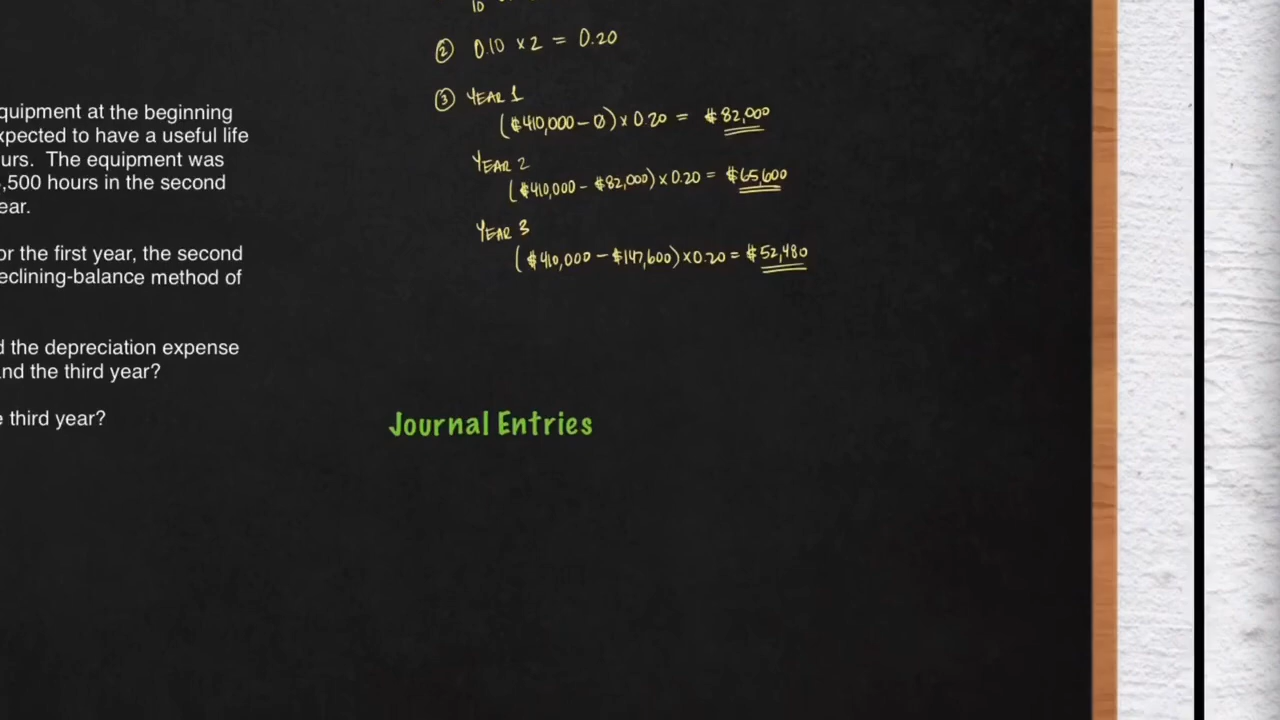 10
② 0.10 x 2 = 0.20
③ YEAR 1
($410,000 - 0) x 0.20 = $82,000
YEAR 2
($410,000 - $82,000) x 0.20 = $65,600
YEAR 3
($410,000 - $147,600) x 0.20 = $52,480
quipment at the beginning
xpected to have a useful life
urs. The equipment was
,500 hours in the second
ear.
or the first year, the second
eclining-balance method of
d the depreciation expense
nd the third year?
e third year?
Journal Entries